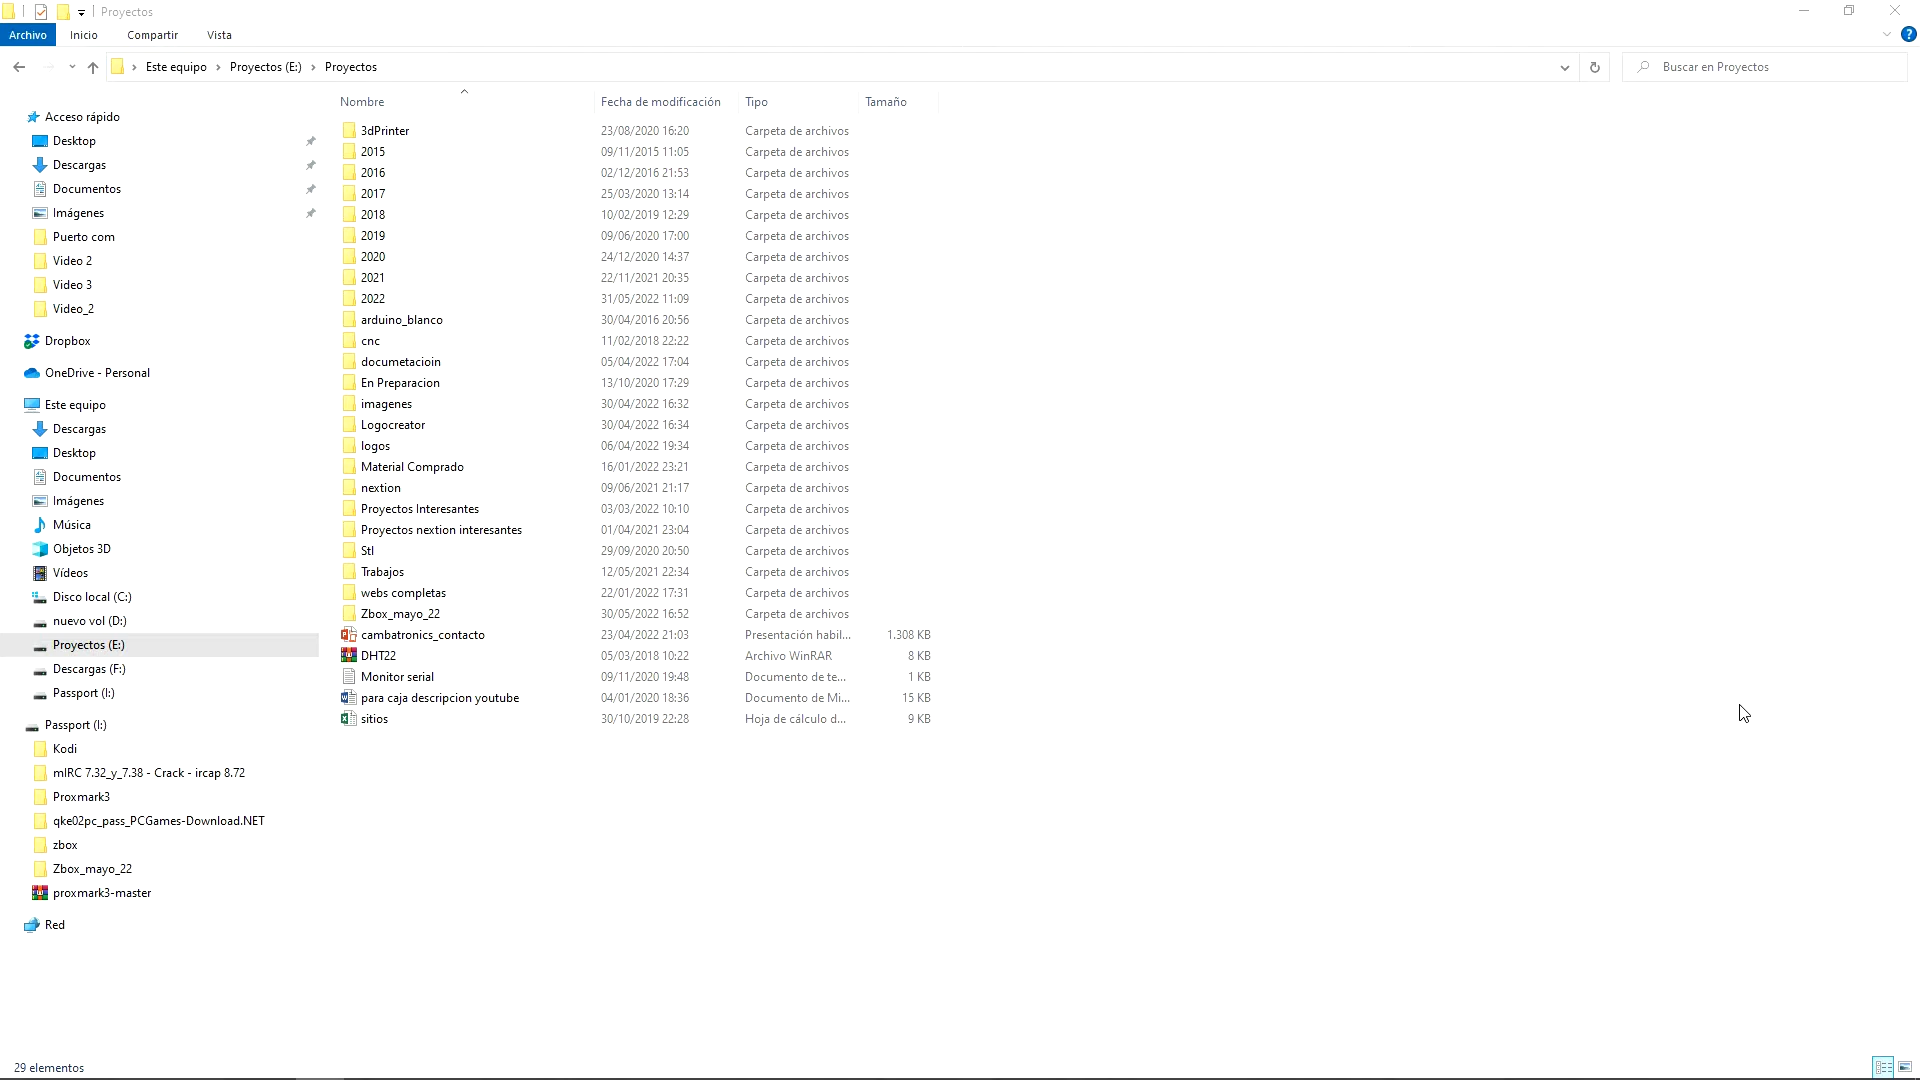 Proyectos
Archivo Inicio Compartir Vista
Este equipo Proyectos (E:) Proyectos Buscar en Proyectos
Acceso rápido
Desktop
Descargas
Documentos
Imágenes
Puerto com
Video 2
Video 3
Video_2
Dropbox
OneDrive - Personal
Este equipo
Descargas
Desktop
Documentos
Imágenes
Música
Objetos 3D
Vídeos
Disco local (C:)
nuevo vol (D:)
Proyectos (E:)
Descargas (F:)
Passport (I:)
Passport (I:)
Kodi
mIRC 7.32_y_7.38 - Crack - ircap 8.72
Proxmark3
qke02pc_pass_PCGames-Download.NET
zbox
Zbox_mayo_22
proxmark3-master
Red
Nombre Fecha de modificación Tipo Tamaño
3dPrinter 23/08/2020 16:20 Carpeta de archivos
2015 09/11/2015 11:05 Carpeta de archivos
2016 02/12/2016 21:53 Carpeta de archivos
2017 25/03/2020 13:14 Carpeta de archivos
2018 10/02/2019 12:29 Carpeta de archivos
2019 09/06/2020 17:00 Carpeta de archivos
2020 24/12/2020 14:37 Carpeta de archivos
2021 22/11/2021 20:35 Carpeta de archivos
2022 31/05/2022 11:09 Carpeta de archivos
arduino_blanco 30/04/2016 20:56 Carpeta de archivos
cnc 11/02/2018 22:22 Carpeta de archivos
documetacioin 05/04/2022 17:04 Carpeta de archivos
En Preparacion 13/10/2020 17:29 Carpeta de archivos
imagenes 30/04/2022 16:32 Carpeta de archivos
Logocreator 30/04/2022 16:34 Carpeta de archivos
logos 06/04/2022 19:34 Carpeta de archivos
Material Comprado 16/01/2022 23:21 Carpeta de archivos
nextion 09/06/2021 21:17 Carpeta de archivos
Proyectos Interesantes 03/03/2022 10:10 Carpeta de archivos
Proyectos nextion interesantes 01/04/2021 23:04 Carpeta de archivos
Stl 29/09/2020 20:50 Carpeta de archivos
Trabajos 12/05/2021 22:34 Carpeta de archivos
webs completas 22/01/2022 17:31 Carpeta de archivos
Zbox_mayo_22 30/05/2022 16:52 Carpeta de archivos
cambatronics_contacto 23/04/2022 21:03 Presentación habil... 1.308 KB
DHT22 05/03/2018 10:22 Archivo WinRAR 8 KB
Monitor serial 09/11/2020 19:48 Documento de te... 1 KB
para caja descripcion youtube 04/01/2020 18:36 Documento de Mi... 15 KB
sitios 30/10/2019 22:28 Hoja de cálculo d... 9 KB
29 elementos